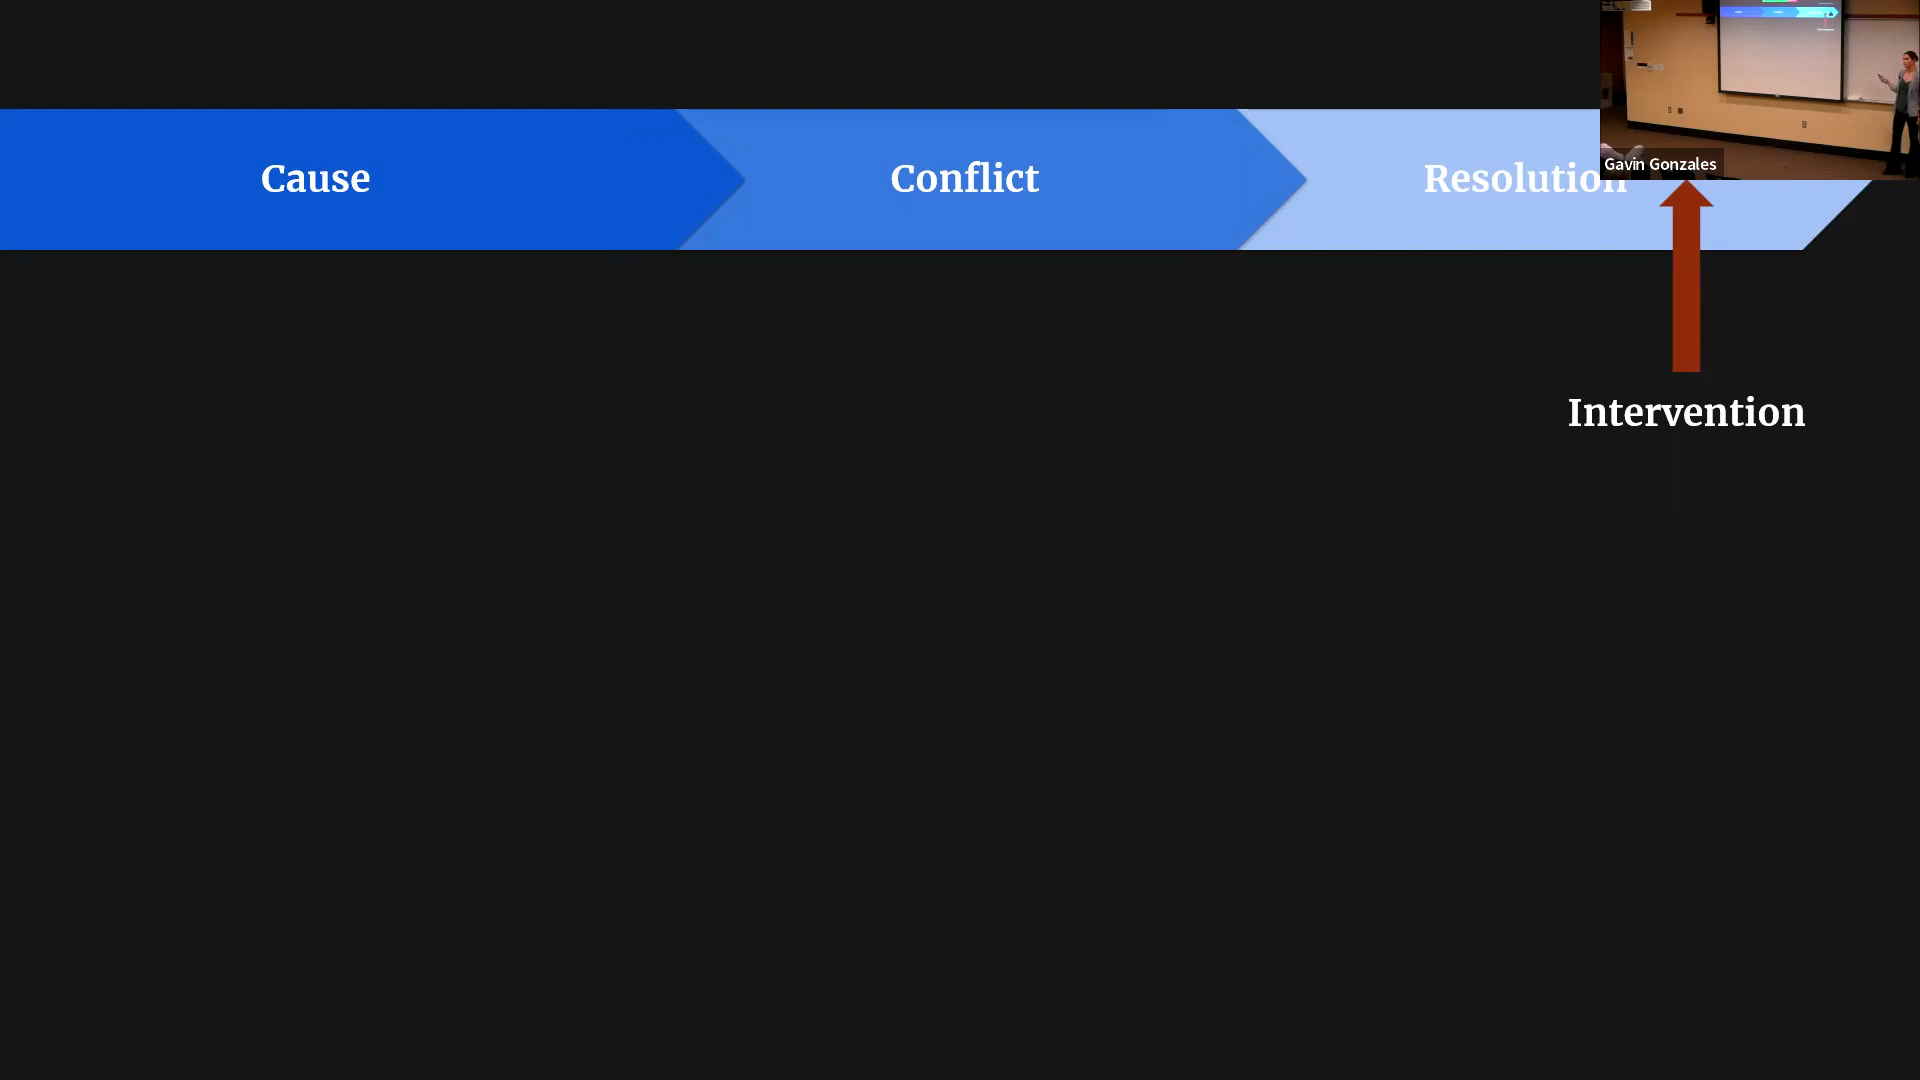 Cause
Conflict
Resolution
Gavin Gonzales
Intervention